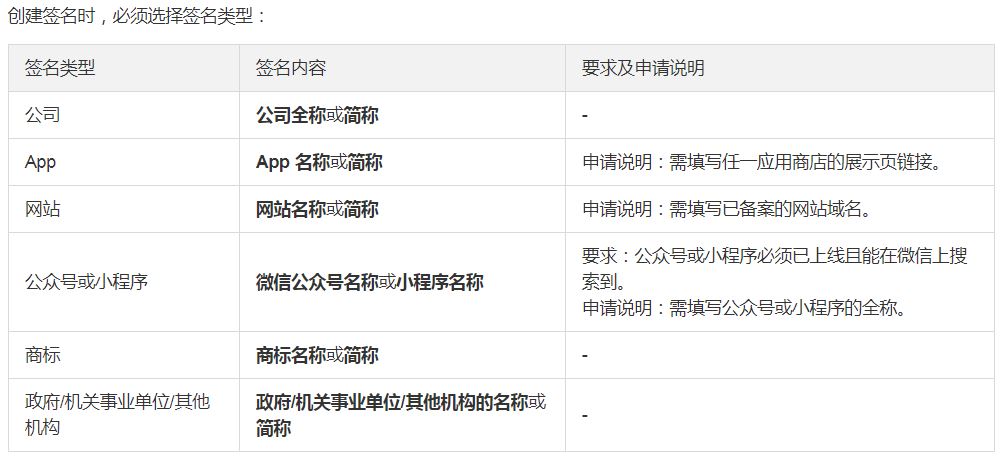 创建签名时，必须选择签名类型：
签名类型 签名内容 要求及申请说明
公司 公司全称或简称 -
App App 名称或简称 申请说明：需填写任一应用商店的展示页链接。
网站 网站名称或简称 申请说明：需填写已备案的网站域名。
公众号或小程序 微信公众号名称或小程序名称 要求：公众号或小程序必须已上线且能在微信上搜
索到。
申请说明：需填写公众号或小程序的全称。
商标 商标名称或简称 -
政府/机关事业单位/其他
机构
政府/机关事业单位/其他机构的名称或
简称
-